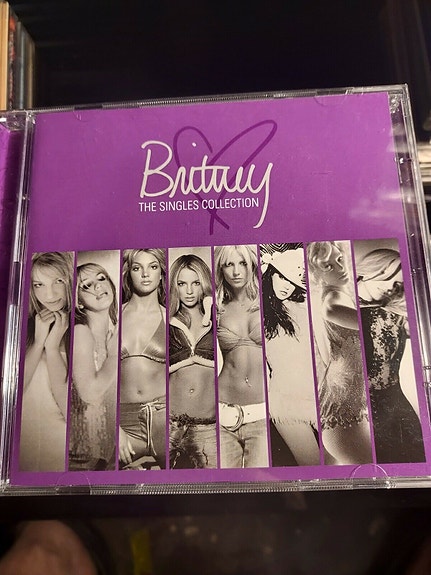 Britney
THE SINGLES COLLECTION